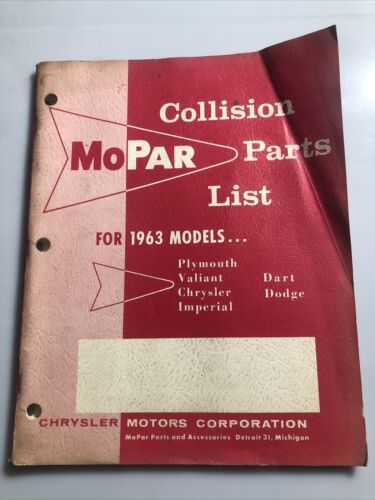 Collision
MoPAR Parts
List
FOR 1963 MODELS...
Plymouth
Valiant Dart
Chrysler Dodge
Imperial
CHRYSLER MOTORS CORPORATION
MoPar Parts and Accessories Detroit 31, Michigan